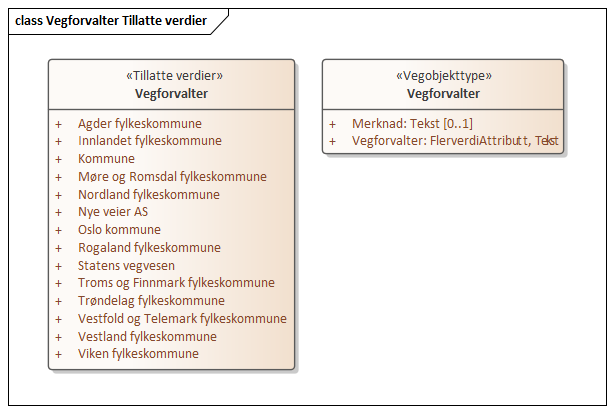 class Vegforvalter Tillatte verdier
«Tillatte verdier»
Vegforvalter
+ Agder fylkeskommune
+ Innlandet fylkeskommune
+ Kommune
+ Møre og Romsdal fylkeskommune
+ Nordland fylkeskommune
+ Nye veier AS
+ Oslo kommune
+ Rogaland fylkeskommune
+ Statens vegvesen
+ Troms og Finnmark fylkeskommune
+ Trøndelag fylkeskommune
+ Vestfold og Telemark fylkeskommune
+ Vestland fylkeskommune
+ Viken fylkeskommune
«Vegobjekttype»
Vegforvalter
+ Merknad: Tekst [0..1]
+ Vegforvalter: FlerverdiAttributt, Tekst